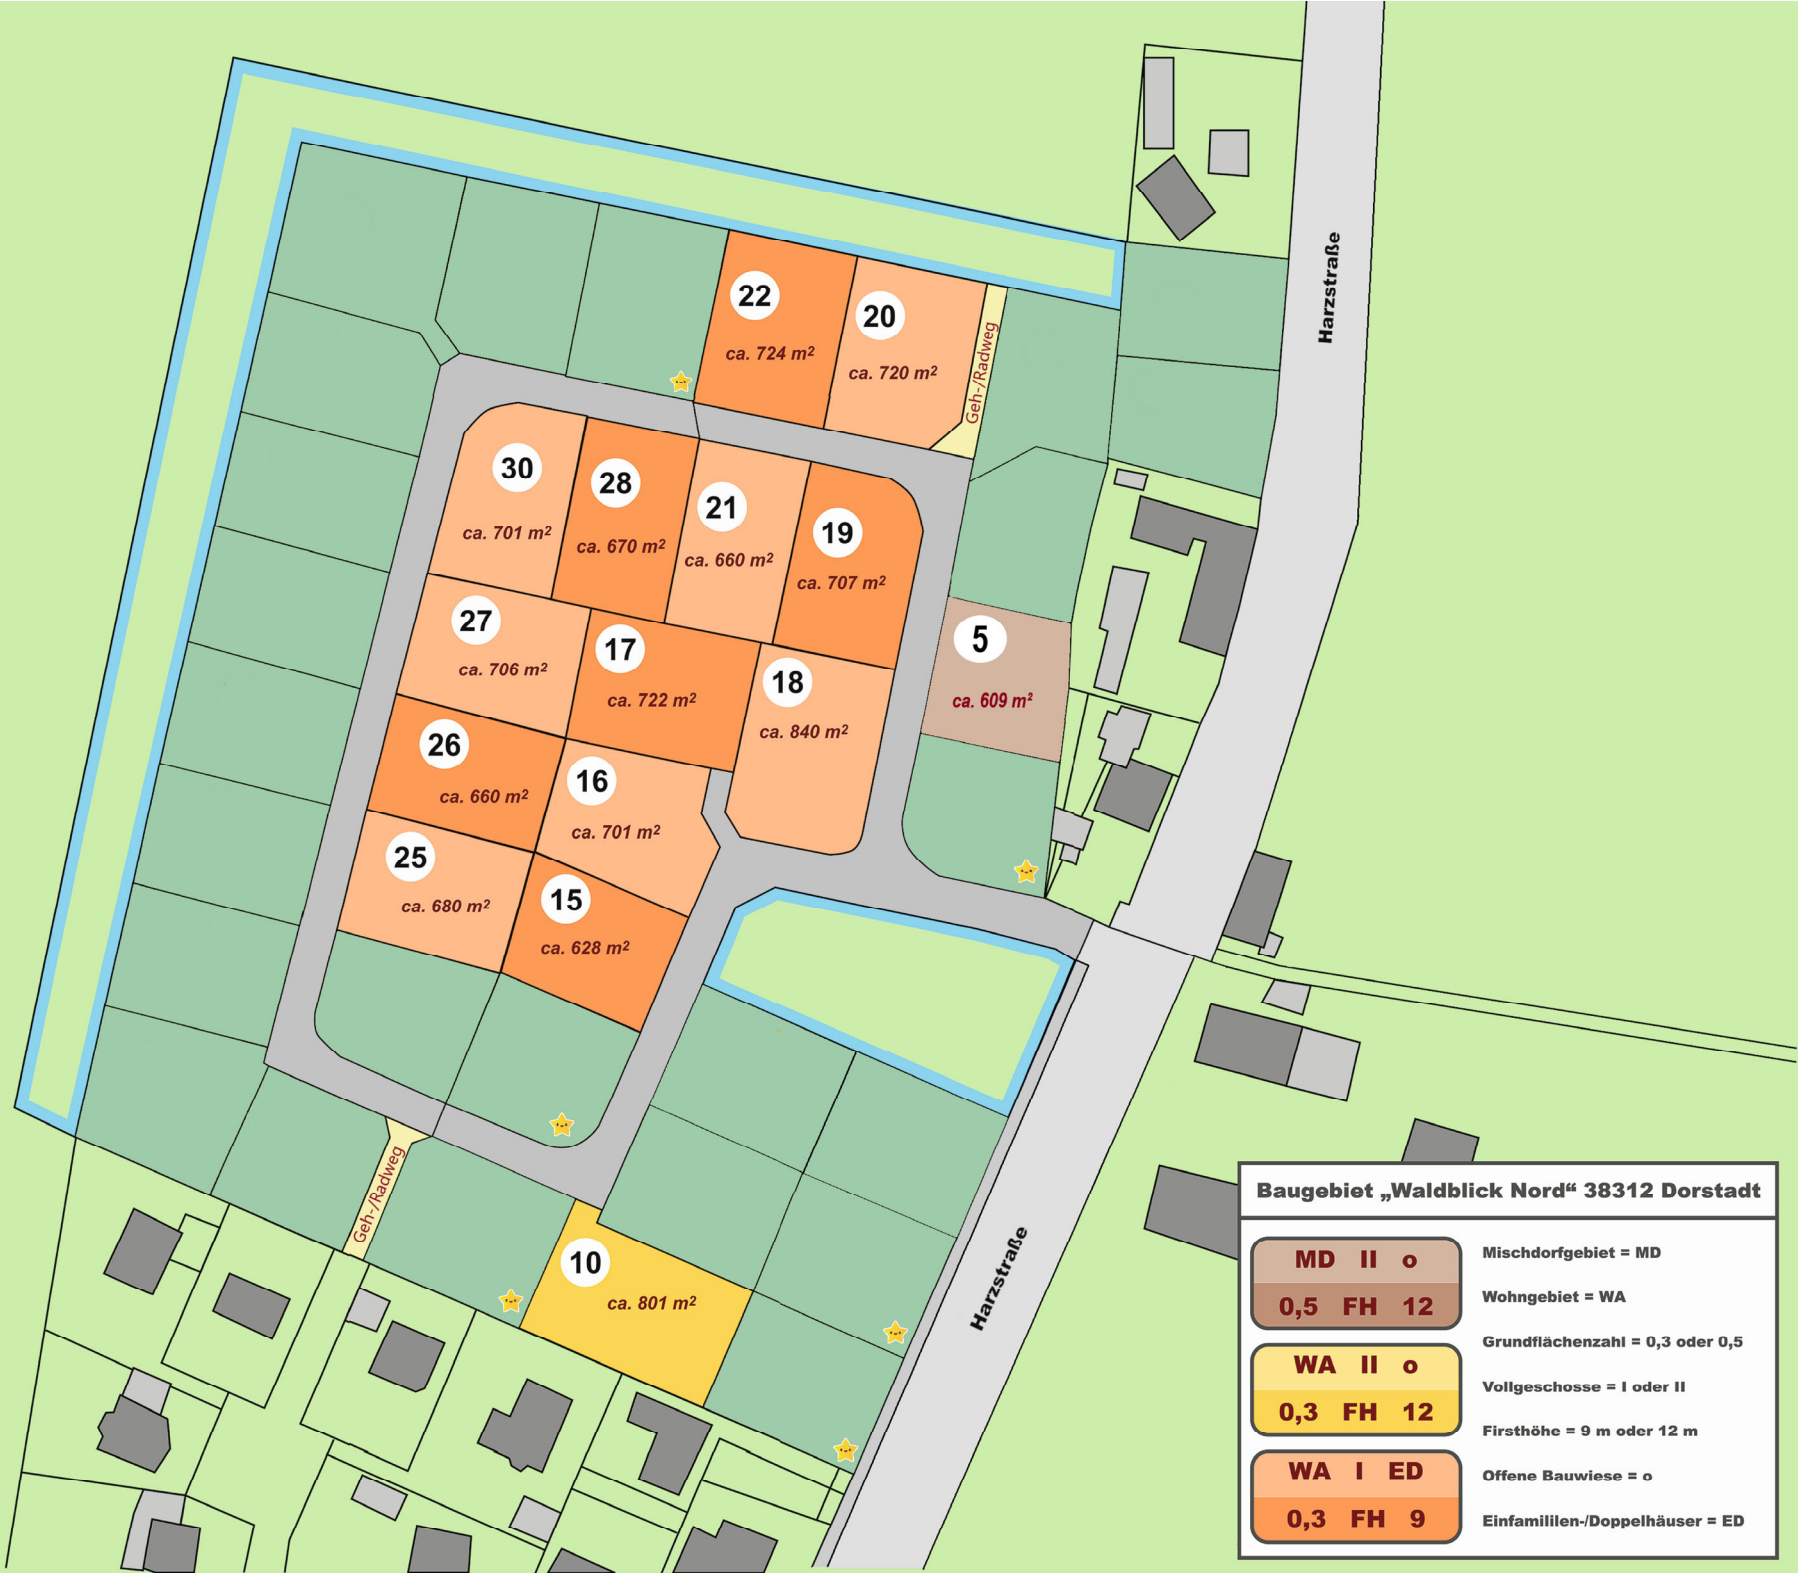 Harzstraße
22
ca. 724 m²
20
ca. 720 m²
Geh-/Radweg
30
ca. 701 m²
28
ca. 670 m²
21
ca. 660 m²
19
ca. 707 m²
27
ca. 706 m²
17
ca. 722 m²
18
ca. 840 m²
5
ca. 609 m²
26
ca. 660 m²
16
ca. 701 m²
25
ca. 680 m²
15
ca. 628 m²
Geh-/Radweg
10
ca. 801 m²
Harzstraße
Baugebiet „Waldblick Nord“ 38312 Dorstadt
MD II o
0,5 FH 12
WA II o
0,3 FH 12
WA I ED
0,3 FH 9
Mischdorfgebiet = MD
Wohngebiet = WA
Grundflächenzahl = 0,3 oder 0,5
Vollgeschosse = I oder II
Firsthöhe = 9 m oder 12 m
Offene Bauwiese = o
Einfamililen-/Doppelhäuser = ED